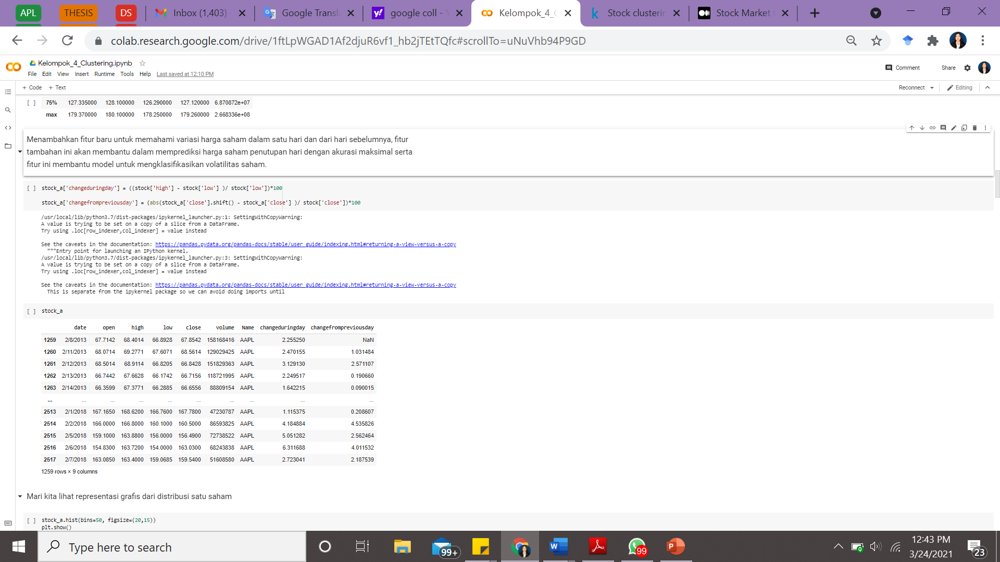 APL
THESIS
DS
Inbox (1,403)
Google Transl
google coll -
Kelompok_4_C
Stock clusterin
Stock Market
colab.research.google.com/drive/1ftLpWGAD1Af2djuR6vf1_hb2jTEtTQfc#scrollTo=uNuVhb94P9GD
Kelompok_4_Clustering.ipynb
File Edit View Insert Runtime Tools Help Last saved at 12:10 PM
Comment Share
+ Code + Text
Reconnect Editing
[ ] 75% 127.335000 128.100000 126.290000 127.120000 6.870872e+07
max 179.370000 180.100000 178.250000 179.260000 2.668336e+08
Menambahkan fitur baru untuk memahami variasi harga saham dalam satu hari dan dari hari sebelumnya, fitur
tambahan ini akan membantu dalam memprediksi harga saham penutupan hari dengan akurasi maksimal serta
fitur ini membantu model untuk mengklasifikasikan volatilitas saham.
[ ] stock_a['changeduringday'] = ((stock['high'] - stock['low'] )/ stock['low'])*100
stock_a['changefrompreviousday'] = (abs(stock_a['close'].shift() - stock_a['close'] )/ stock['close'])*100
/usr/local/lib/python3.7/dist-packages/ipykernel_launcher.py:1: SettingWithCopyWarning:
A value is trying to be set on a copy of a slice from a DataFrame.
Try using .loc[row_indexer,col_indexer] = value instead
See the caveats in the documentation: https://pandas.pydata.org/pandas-docs/stable/user_guide/indexing.html#returning-a-view-versus-a-copy
"""Entry point for launching an IPython kernel.
/usr/local/lib/python3.7/dist-packages/ipykernel_launcher.py:3: SettingWithCopyWarning:
A value is trying to be set on a copy of a slice from a DataFrame.
Try using .loc[row_indexer,col_indexer] = value instead
See the caveats in the documentation: https://pandas.pydata.org/pandas-docs/stable/user_guide/indexing.html#returning-a-view-versus-a-copy
This is separate from the ipykernel package so we can avoid doing imports until
[ ] stock_a
date open high low close volume Name changeduringday changefrompreviousday
1259 2/8/2013 67.7142 68.4014 66.8928 67.8542 158168416 AAPL 2.255250 NaN
1260 2/11/2013 68.0714 69.2771 67.6071 68.5614 129029425 AAPL 2.470155 1.031484
1261 2/12/2013 68.5014 68.9114 66.8205 66.8428 151829363 AAPL 3.129130 2.571107
1262 2/13/2013 66.7442 67.6628 66.1742 66.7156 118721995 AAPL 2.249517 0.190660
1263 2/14/2013 66.3599 67.3771 66.2885 66.6556 88809154 AAPL 1.642215 0.090015
... ... ... ... ... ... ... ... ... ...
2513 2/1/2018 167.1650 168.6200 166.7600 167.7800 47230787 AAPL 1.115375 0.208607
2514 2/2/2018 166.0000 166.8000 160.1000 160.5000 86593825 AAPL 4.184884 4.535826
2515 2/5/2018 159.1000 163.8800 156.0000 156.4900 72738522 AAPL 5.051282 2.562464
2516 2/6/2018 154.8300 163.7200 154.0000 163.0300 68243838 AAPL 6.311688 4.011532
2517 2/7/2018 163.0850 163.4000 159.0685 159.5400 51608580 AAPL 2.723041 2.187539
1259 rows × 9 columns
Mari kita lihat representasi grafis dari distribusi satu saham
[ ] stock_a.hist(bins=50, figsize=(20,15))
plt.show()
Type here to search
99+
99
12:43 PM
3/24/2021
23